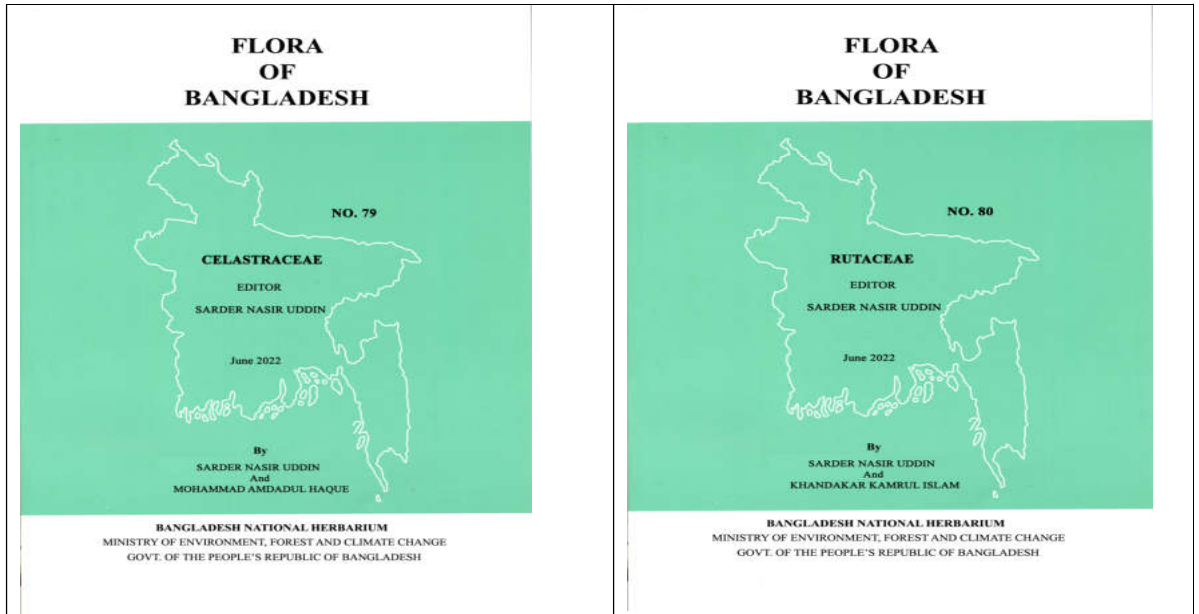 FLORA
OF
BANGLADESH
NO. 79
CELASTRACEAE
EDITOR
SARDER NASIR UDDIN
June 2022
By
SARDER NASIR UDDIN
And
MOHAMMAD AMDADUL HAQUE
BANGLADESH NATIONAL HERBARIUM
MINISTRY OF ENVIRONMENT, FOREST AND CLIMATE CHANGE
GOVT. OF THE PEOPLE'S REPUBLIC OF BANGLADESH
FLORA
OF
BANGLADESH
NO. 80
RUTACEAE
EDITOR
SARDER NASIR UDDIN
June 2022
By
SARDER NASIR UDDIN
And
KHANDAKAR KAMRUL ISLAM
BANGLADESH NATIONAL HERBARIUM
MINISTRY OF ENVIRONMENT, FOREST AND CLIMATE CHANGE
GOVT. OF THE PEOPLE'S REPUBLIC OF BANGLADESH